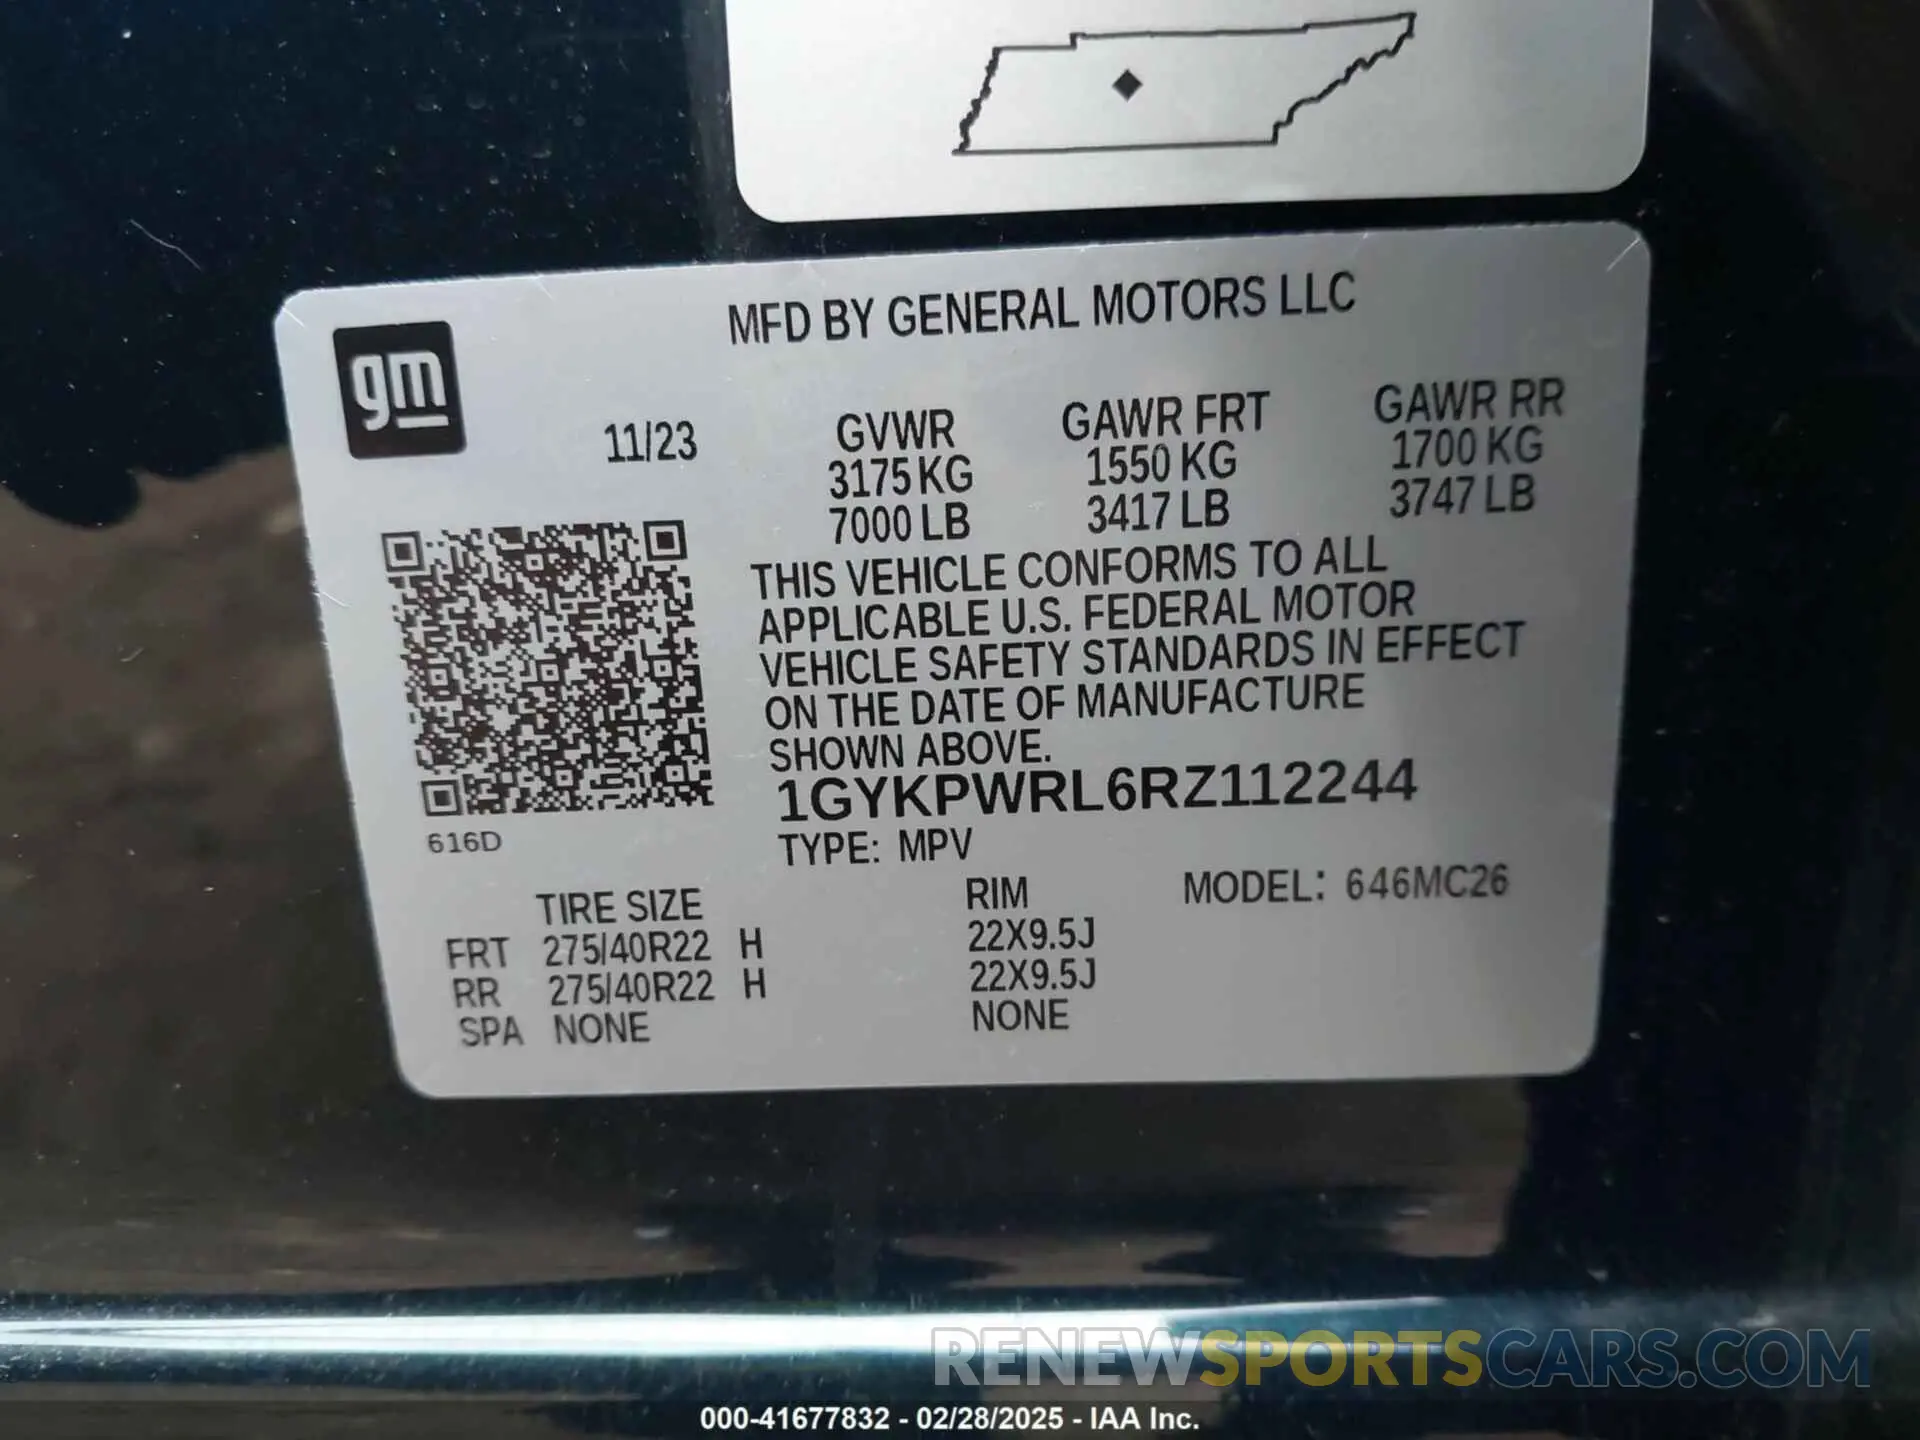 MFD BY GENERAL MOTORS LLC
gm
11/23
GVWR GAWR FRT GAWR RR
3175 KG 1550 KG 1700 KG
7000 LB 3417 LB 3747 LB
THIS VEHICLE CONFORMS TO ALL
APPLICABLE U.S. FEDERAL MOTOR
VEHICLE SAFETY STANDARDS IN EFFECT
ON THE DATE OF MANUFACTURE
SHOWN ABOVE.
1GYKPWRL6RZ112244
616D
TYPE: MPV
TIRE SIZE RIM MODEL: 646MC26
FRT 275/40R22 H 22X9.5J
RR 275/40R22 H 22X9.5J
SPA NONE NONE
RENEWSPORTSCARS.COM
000-41677832 - 02/28/2025 - IAA Inc.